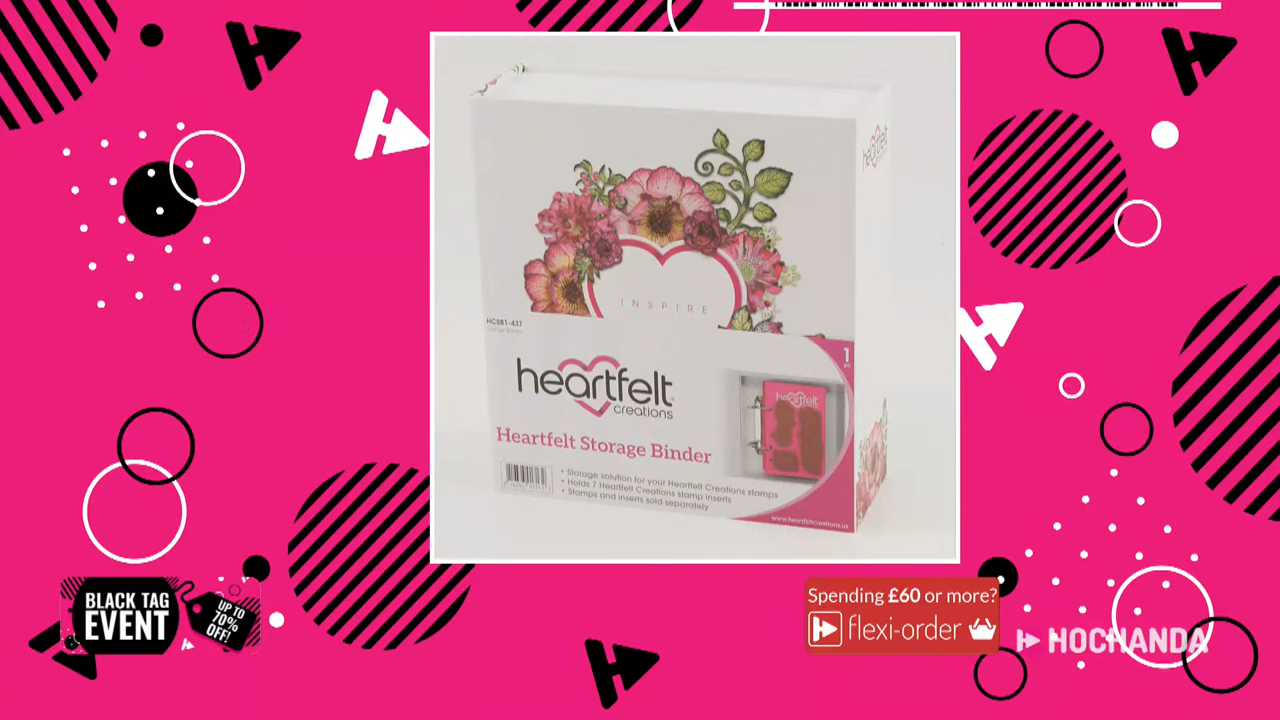 heartfelt
INSPIRE
HCSB1-437
1
pc
heartfelt
creations
heartfelt
Heartfelt Storage Binder
• Storage solution for your Heartfelt Creations stamps
• Holds 7 Heartfelt Creations stamp inserts
• Stamps and inserts sold separately
www.heartfeltcreations.us
BLACK TAG
EVENT
UP TO
70%
OFF!
Spending £60 or more?
flexi-order
HOCHANDA